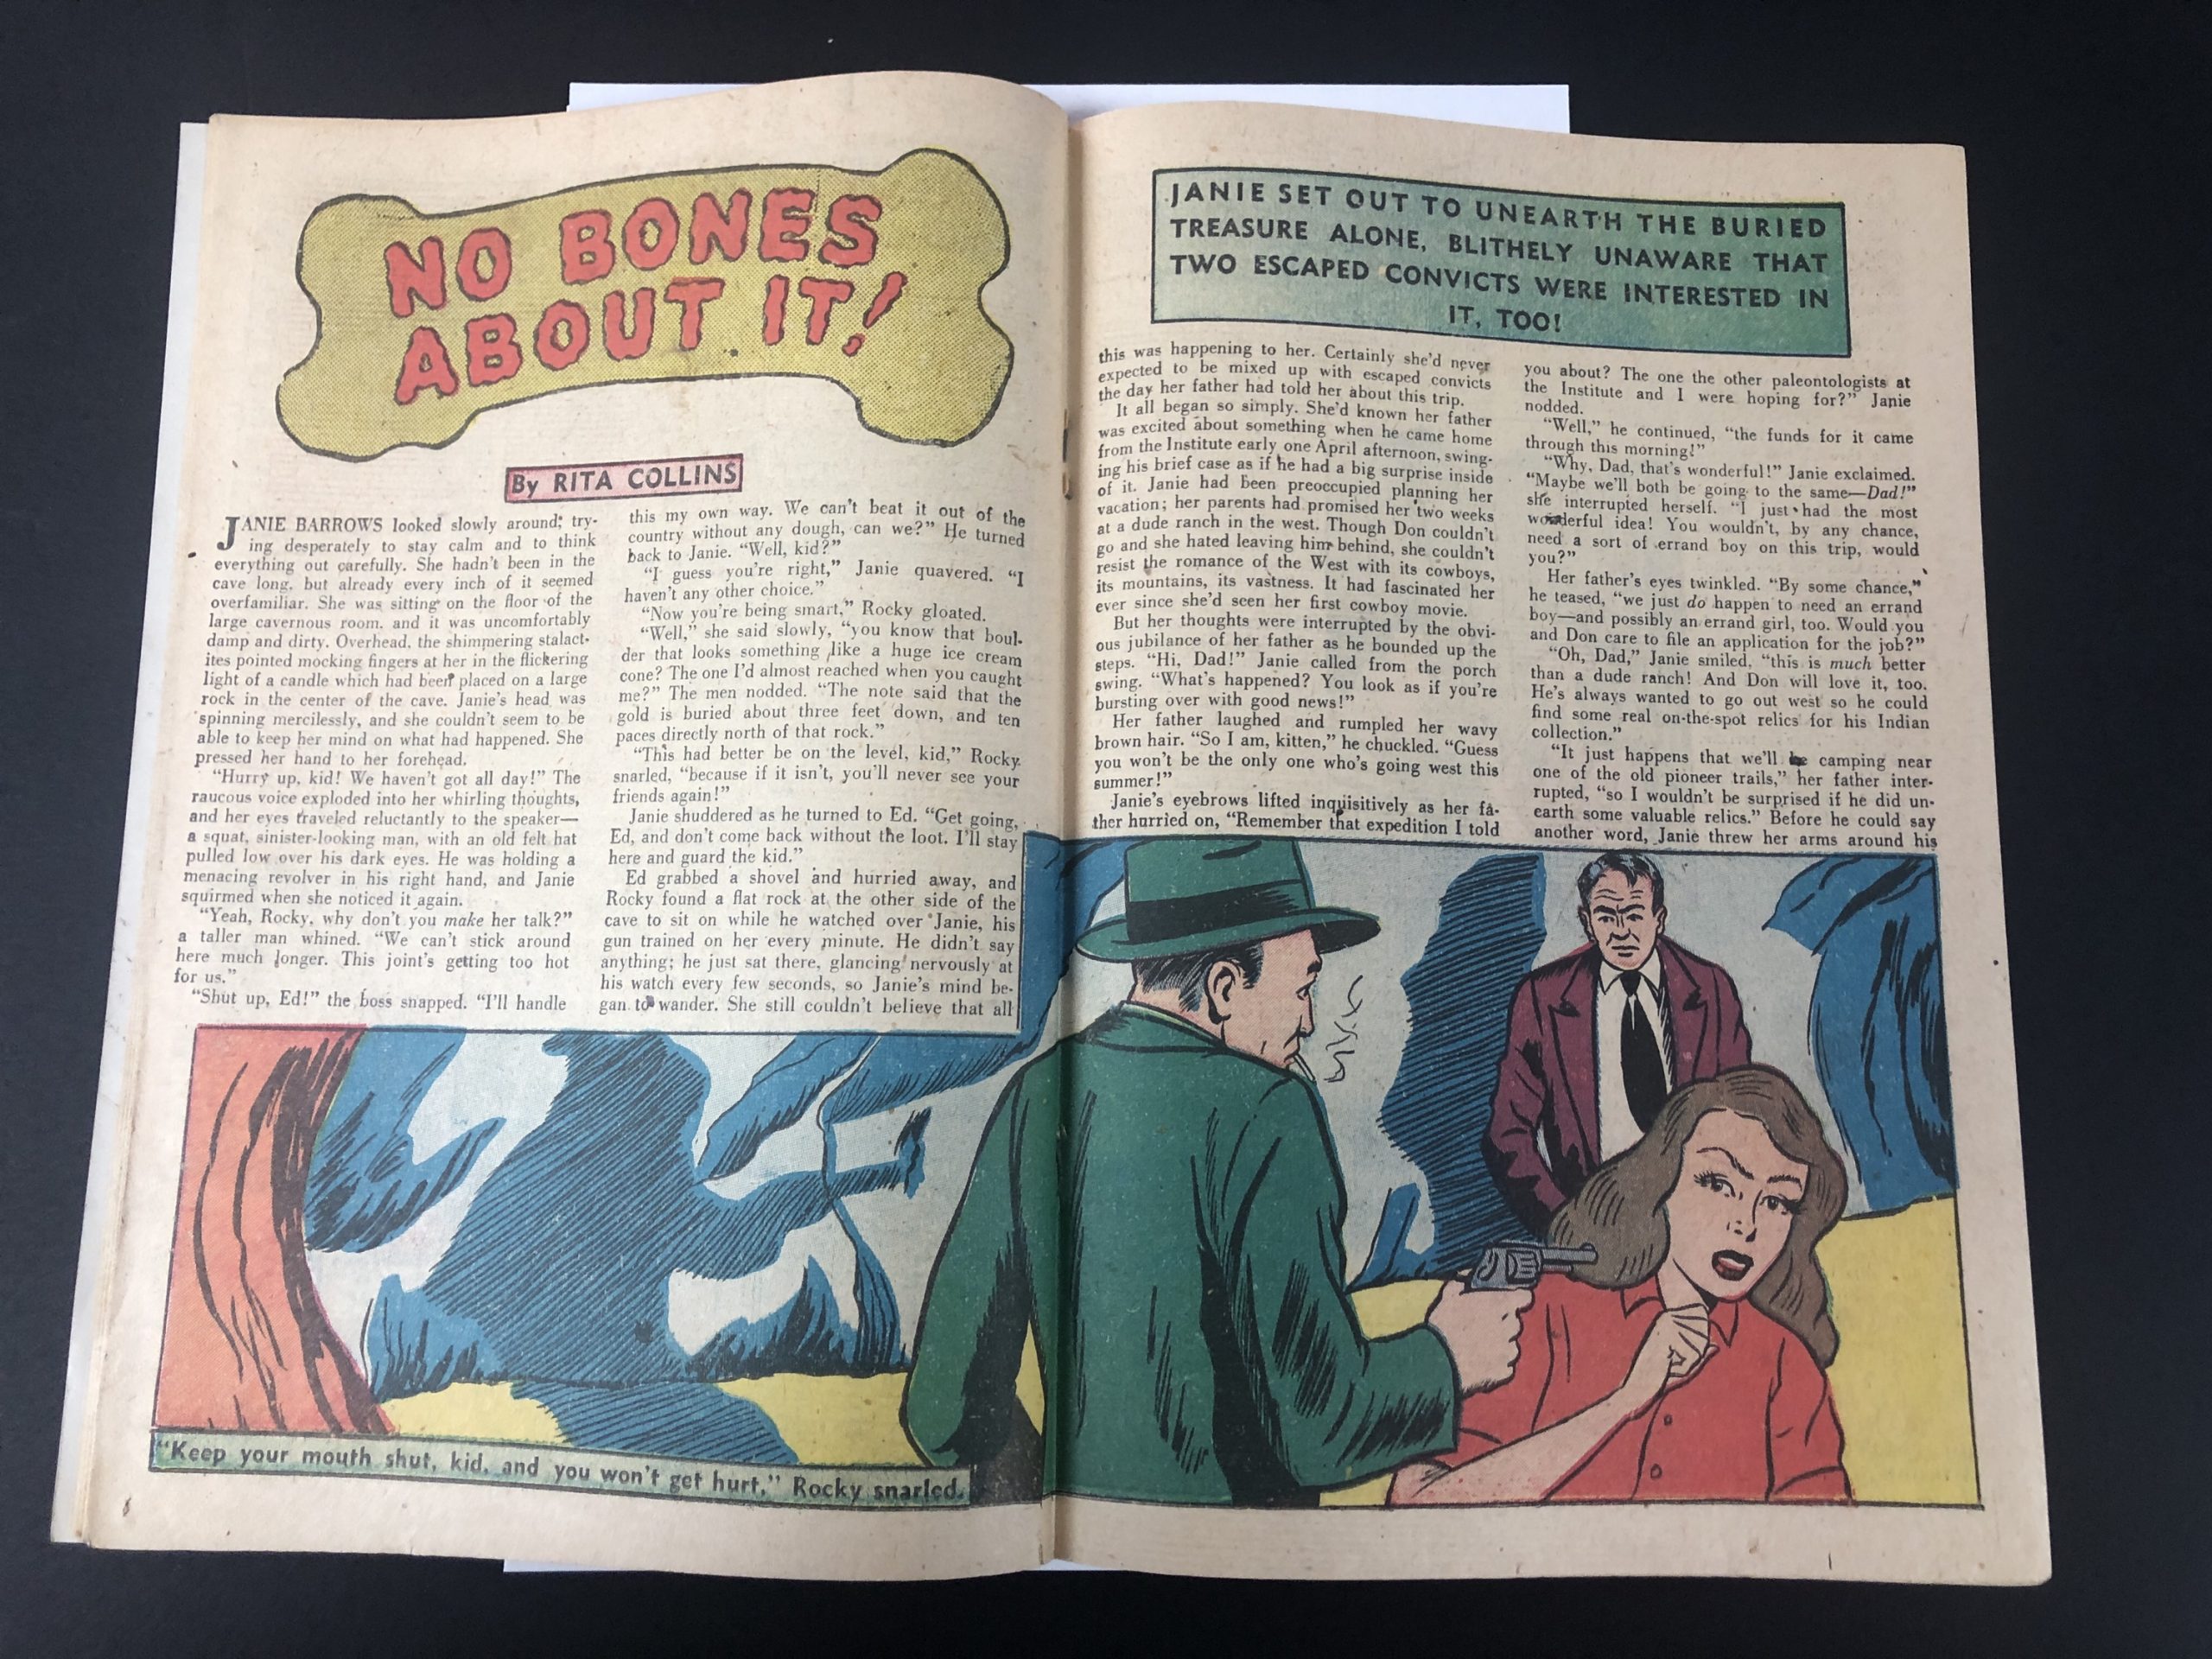 NO BONES
ABOUT IT!
By RITA COLLINS
JANIE BARROWS looked slowly around; try-
ing desperately to stay calm and to think
everything out carefully. She hadn't been in the
cave long, but already every inch of it seemed
overfamiliar. She was sitting on the floor of the
large cavernous room, and it was uncomfortably
damp and dirty. Overhead, the shimmering stalact-
ites pointed mocking fingers at her in the flickering
light of a candle which had been placed on a large
rock in the center of the cave. Janie's head was
spinning mercilessly, and she couldn't seem to be
able to keep her mind on what had happened. She
pressed her hand to her forehead.
"Hurry up, kid! We haven't got all day!" The
raucous voice exploded into her whirling thoughts,
and her eyes traveled reluctantly to the speaker—
a squat, sinister-looking man, with an old felt hat
pulled low over his dark eyes. He was holding a
menacing revolver in his right hand, and Janie
squirmed when she noticed it again.
"Yeah, Rocky, why don't you make her talk?"
a taller man whined. "We can't stick around
here much longer. This joint's getting too hot
for us."
"Shut up, Ed!" the boss snapped. "I'll handle
this my own way. We can't beat it out of the
country without any dough, can we?" He turned
back to Janie. "Well, kid?"
"I guess you're right," Janie quavered. "I
haven't any other choice."
"Now you're being smart," Rocky gloated.
"Well," she said slowly, "you know that boul-
der that looks something like a huge ice cream
cone? The one I'd almost reached when you caught
me?" The men nodded. "The note said that the
gold is buried about three feet down, and ten
paces directly north of that rock."
"This had better be on the level, kid," Rocky
snarled, "because if it isn't, you'll never see your
friends again!"
Janie shuddered as he turned to Ed. "Get going,
Ed, and don't come back without the loot. I'll stay
here and guard the kid."
Ed grabbed a shovel and hurried away, and
Rocky found a flat rock at the other side of the
cave to sit on while he watched over Janie, his
gun trained on her every minute. He didn't say
anything; he just sat there, glancing nervously at
his watch every few seconds, so Janie's mind be-
gan to wander. She still couldn't believe that all
"Keep your mouth shut, kid, and you won't get hurt," Rocky snarled.
JANIE SET OUT TO UNEARTH THE BURIED
TREASURE ALONE, BLITHELY UNAWARE THAT
TWO ESCAPED CONVICTS WERE INTERESTED IN
IT, TOO!
this was happening to her. Certainly she'd never
expected to be mixed up with escaped convicts
the day her father had told her about this trip.
It all began so simply. She'd known her father
was excited about something when he came home
from the Institute early one April afternoon, swing-
ing his brief case as if he had a big surprise inside
of it. Janie had been preoccupied planning her
vacation; her parents had promised her two weeks
at a dude ranch in the west. Though Don couldn't
go and she hated leaving him behind, she couldn't
resist the romance of the West with its cowboys,
its mountains, its vastness. It had fascinated her
ever since she'd seen her first cowboy movie.
But her thoughts were interrupted by the obvi-
ous jubilance of her father as he bounded up the
steps. "Hi, Dad!" Janie called from the porch
swing. "What's happened? You look as if you're
bursting over with good news!"
Her father laughed and rumpled her wavy
brown hair. "So I am, kitten," he chuckled. "Guess
you won't be the only one who's going west this
summer!"
Janie's eyebrows lifted inquisitively as her fa-
ther hurried on, "Remember that expedition I told
you about? The one the other paleontologists at
the Institute and I were hoping for?" Janie
nodded.
"Well," he continued, "the funds for it came
through this morning!"
"Why, Dad, that's wonderful!" Janie exclaimed.
"Maybe we'll both be going to the same—Dad!"
she interrupted herself. "I just had the most
wonderful idea! You wouldn't, by any chance,
need a sort of errand boy on this trip, would
you?"
Her father's eyes twinkled. "By some chance,"
he teased, "we just do happen to need an errand
boy—and possibly an errand girl, too. Would you
and Don care to file an application for the job?"
"Oh, Dad," Janie smiled, "this is much better
than a dude ranch! And Don will love it, too.
He's always wanted to go out west so he could
find some real on-the-spot relics for his Indian
collection."
"It just happens that we'll be camping near
one of the old pioneer trails," her father inter-
rupted, "so I wouldn't be surprised if he did un-
earth some valuable relics." Before he could say
another word, Janie threw her arms around his